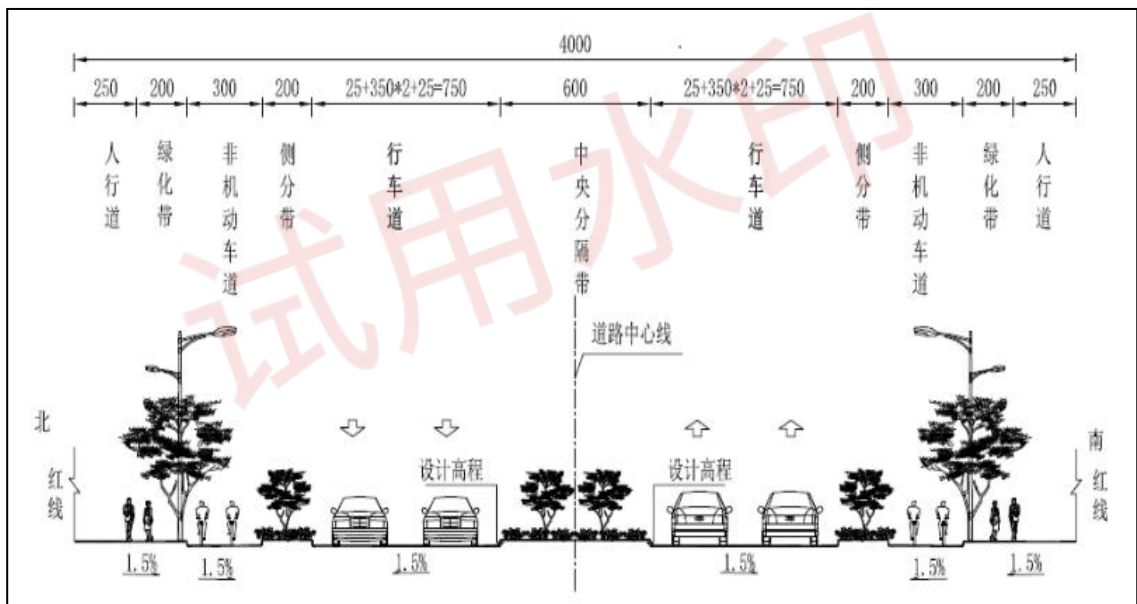 4000
250 200 300 200 25+350*2+25=750 600 25+350*2+25=750 200 300 200 250
人行道
绿化带
非机动车道
侧分带
行车道
中央分隔带
行车道
侧分带
非机动车道
绿化带
人行道
试用水印
道路中心线
北
南
红线
设计高程
设计高程
红线
1.5% 1.5% 1.5% 1.5% 1.5% 1.5%